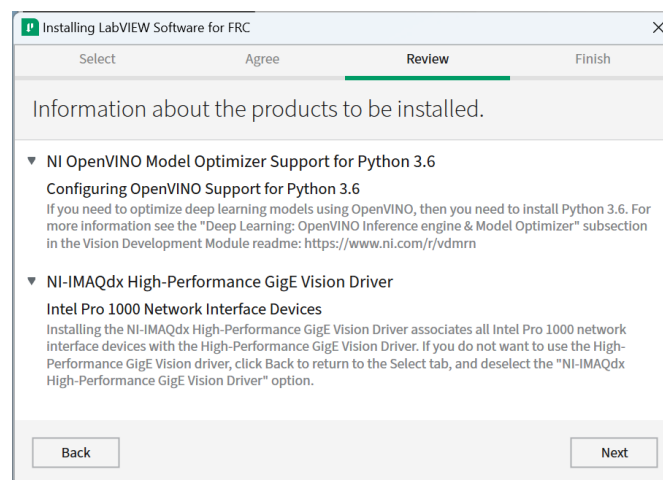 Installing LabVIEW Software for FRC
Select Agree Review Finish
Information about the products to be installed.
NI OpenVINO Model Optimizer Support for Python 3.6
Configuring OpenVINO Support for Python 3.6
If you need to optimize deep learning models using OpenVINO, then you need to install Python 3.6. For
more information see the "Deep Learning: OpenVINO Inference engine & Model Optimizer" subsection
in the Vision Development Module readme: https://www.ni.com/r/vdmrn
NI-IMAQdx High-Performance GigE Vision Driver
Intel Pro 1000 Network Interface Devices
Installing the NI-IMAQdx High-Performance GigE Vision Driver associates all Intel Pro 1000 network
interface devices with the High-Performance GigE Vision Driver. If you do not want to use the High-
Performance GigE Vision driver, click Back to return to the Select tab, and deselect the "NI-IMAQdx
High-Performance GigE Vision Driver" option.
Back Next